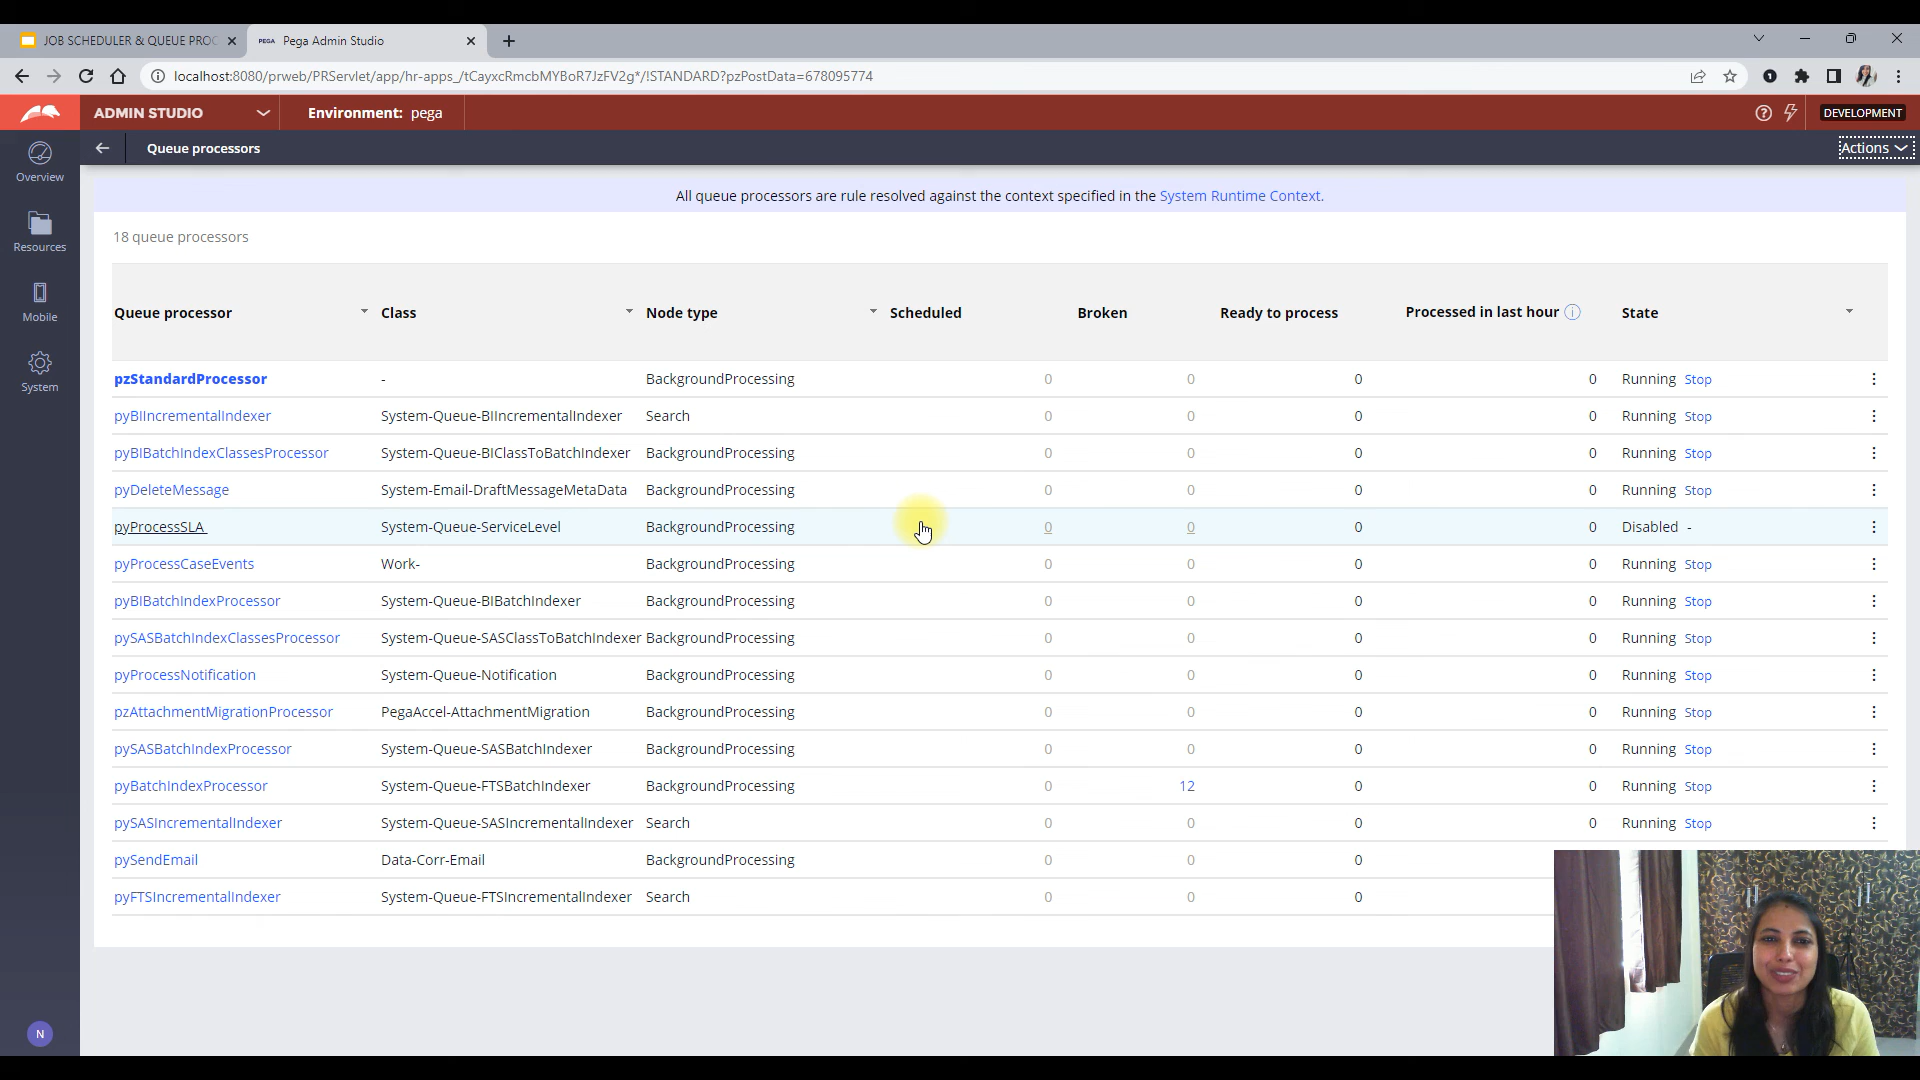 JOB SCHEDULER & QUEUE PROC
PEGA Pega Admin Studio
localhost:8080/prweb/PRServlet/app/hr-apps_/tCayxcRmcbMYBoR7JzFV2g*/!STANDARD?pzPostData=678095774
ADMIN STUDIO Environment: pega DEVELOPMENT
Queue processors Actions
Overview
Resources
Mobile
System
N
All queue processors are rule resolved against the context specified in the System Runtime Context.
18 queue processors
Queue processor Class Node type Scheduled Broken Ready to process Processed in last hour State
pzStandardProcessor - BackgroundProcessing 0 0 0 0 Running Stop
pyBIIncrementalIndexer System-Queue-BIIncrementalIndexer Search 0 0 0 0 Running Stop
pyBIBatchIndexClassesProcessor System-Queue-BIClassToBatchIndexer BackgroundProcessing 0 0 0 0 Running Stop
pyDeleteMessage System-Email-DraftMessageMetaData BackgroundProcessing 0 0 0 0 Running Stop
pyProcessSLA System-Queue-ServiceLevel BackgroundProcessing 0 0 0 0 Disabled -
pyProcessCaseEvents Work- BackgroundProcessing 0 0 0 0 Running Stop
pyBIBatchIndexProcessor System-Queue-BIBatchIndexer BackgroundProcessing 0 0 0 0 Running Stop
pySASBatchIndexClassesProcessor System-Queue-SASClassToBatchIndexer BackgroundProcessing 0 0 0 0 Running Stop
pyProcessNotification System-Queue-Notification BackgroundProcessing 0 0 0 0 Running Stop
pzAttachmentMigrationProcessor PegaAccel-AttachmentMigration BackgroundProcessing 0 0 0 0 Running Stop
pySASBatchIndexProcessor System-Queue-SASBatchIndexer BackgroundProcessing 0 0 0 0 Running Stop
pyBatchIndexProcessor System-Queue-FTSBatchIndexer BackgroundProcessing 0 12 0 0 Running Stop
pySASIncrementalIndexer System-Queue-SASIncrementalIndexer Search 0 0 0 0 Running Stop
pySendEmail Data-Corr-Email BackgroundProcessing 0 0 0
pyFTSIncrementalIndexer System-Queue-FTSIncrementalIndexer Search 0 0 0